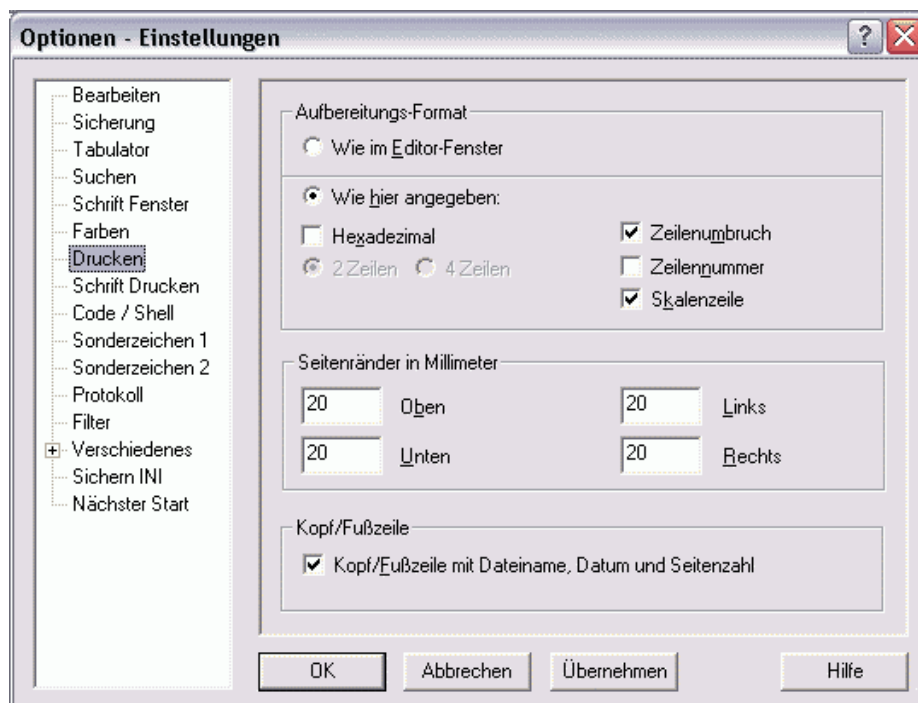 Optionen - Einstellungen
Bearbeiten
Sicherung
Tabulator
Suchen
Schrift Fenster
Farben
Drucken
Schrift Drucken
Code / Shell
Sonderzeichen 1
Sonderzeichen 2
Protokoll
Filter
Verschiedenes
Sichern INI
Nächster Start
Aufbereitungs-Format
Wie im Editor-Fenster
Wie hier angegeben:
Hexadezimal
2 Zeilen 4 Zeilen
Zeilenumbruch
Zeilennummer
Skalenzeile
Seitenränder in Millimeter
20 Oben 20 Links
20 Unten 20 Rechts
Kopf/Fußzeile
Kopf/Fußzeile mit Dateiname, Datum und Seitenzahl
OK Abbrechen Übernehmen Hilfe